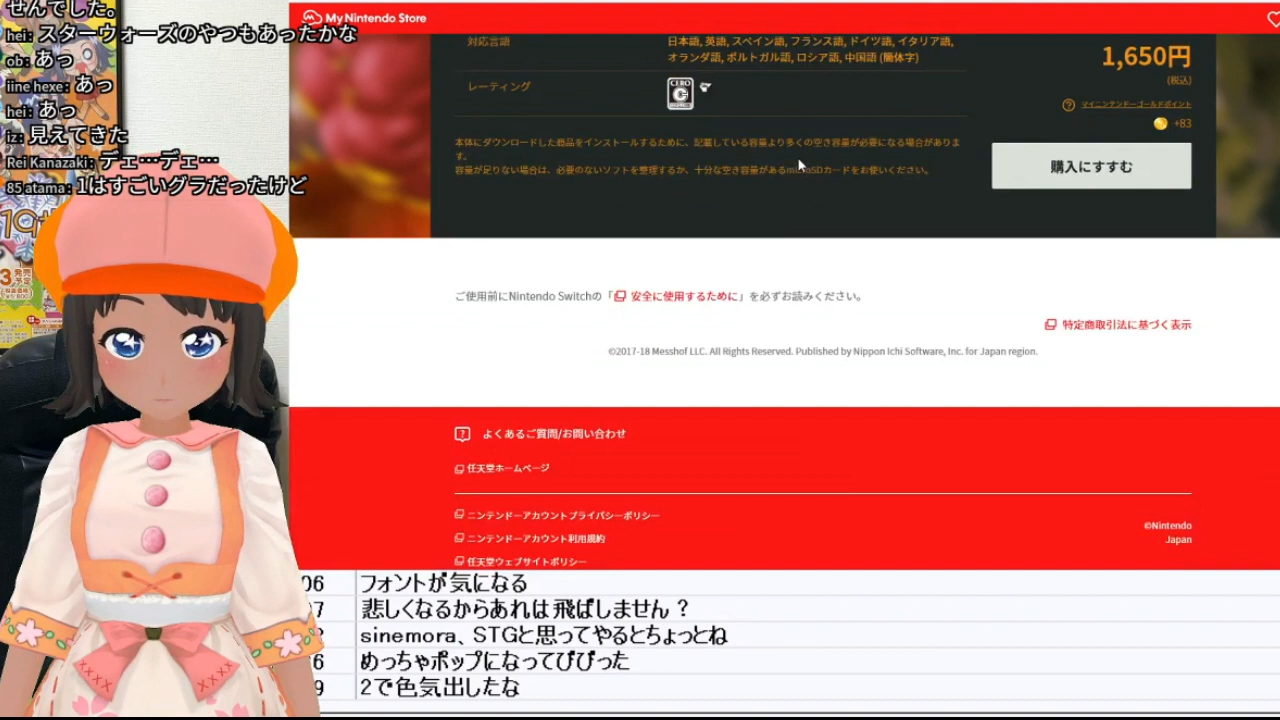 せんでした。
hei: スターウォーズのやつもあったかな
ob: あっ
iine hexe: あっ
hei: あっ
iz: 見えてきた
Rei Kanazaki: デェ…デェ…
85 atama: 1はすごいグラだったけど
My Nintendo Store
対応言語
日本語, 英語, スペイン語, フランス語, ドイツ語, イタリア語,
オランダ語, ポルトガル語, ロシア語, 中国語 (簡体字)
レーティング
CERO
1,650円
(税込)
マイニンテンドーゴールドポイント
+83
購入にすすむ
本体にダウンロードした商品をインストールするために、記載している容量より多くの空き容量が必要になる場合がありま
す。
容量が足りない場合は、必要のないソフトを整理するか、十分な空き容量があるmicroSDカードをお使いください。
ご使用前にNintendo Switchの「安全に使用するために」を必ずお読みください。
特定商取引法に基づく表示
©2017-18 Messhof LLC. All Rights Reserved. Published by Nippon Ichi Software, Inc. for Japan region.
よくあるご質問/お問い合わせ
任天堂ホームページ
ニンテンドーアカウントプライバシーポリシー
ニンテンドーアカウント利用規約
任天堂ウェブサイトポリシー
©Nintendo
Japan
06 フォントが気になる
7 悲しくなるからあれは飛ばしません？
sinemora、STGと思ってやるとちょっとね
6 めっちゃポップになってびびった
9 2で色気出したな